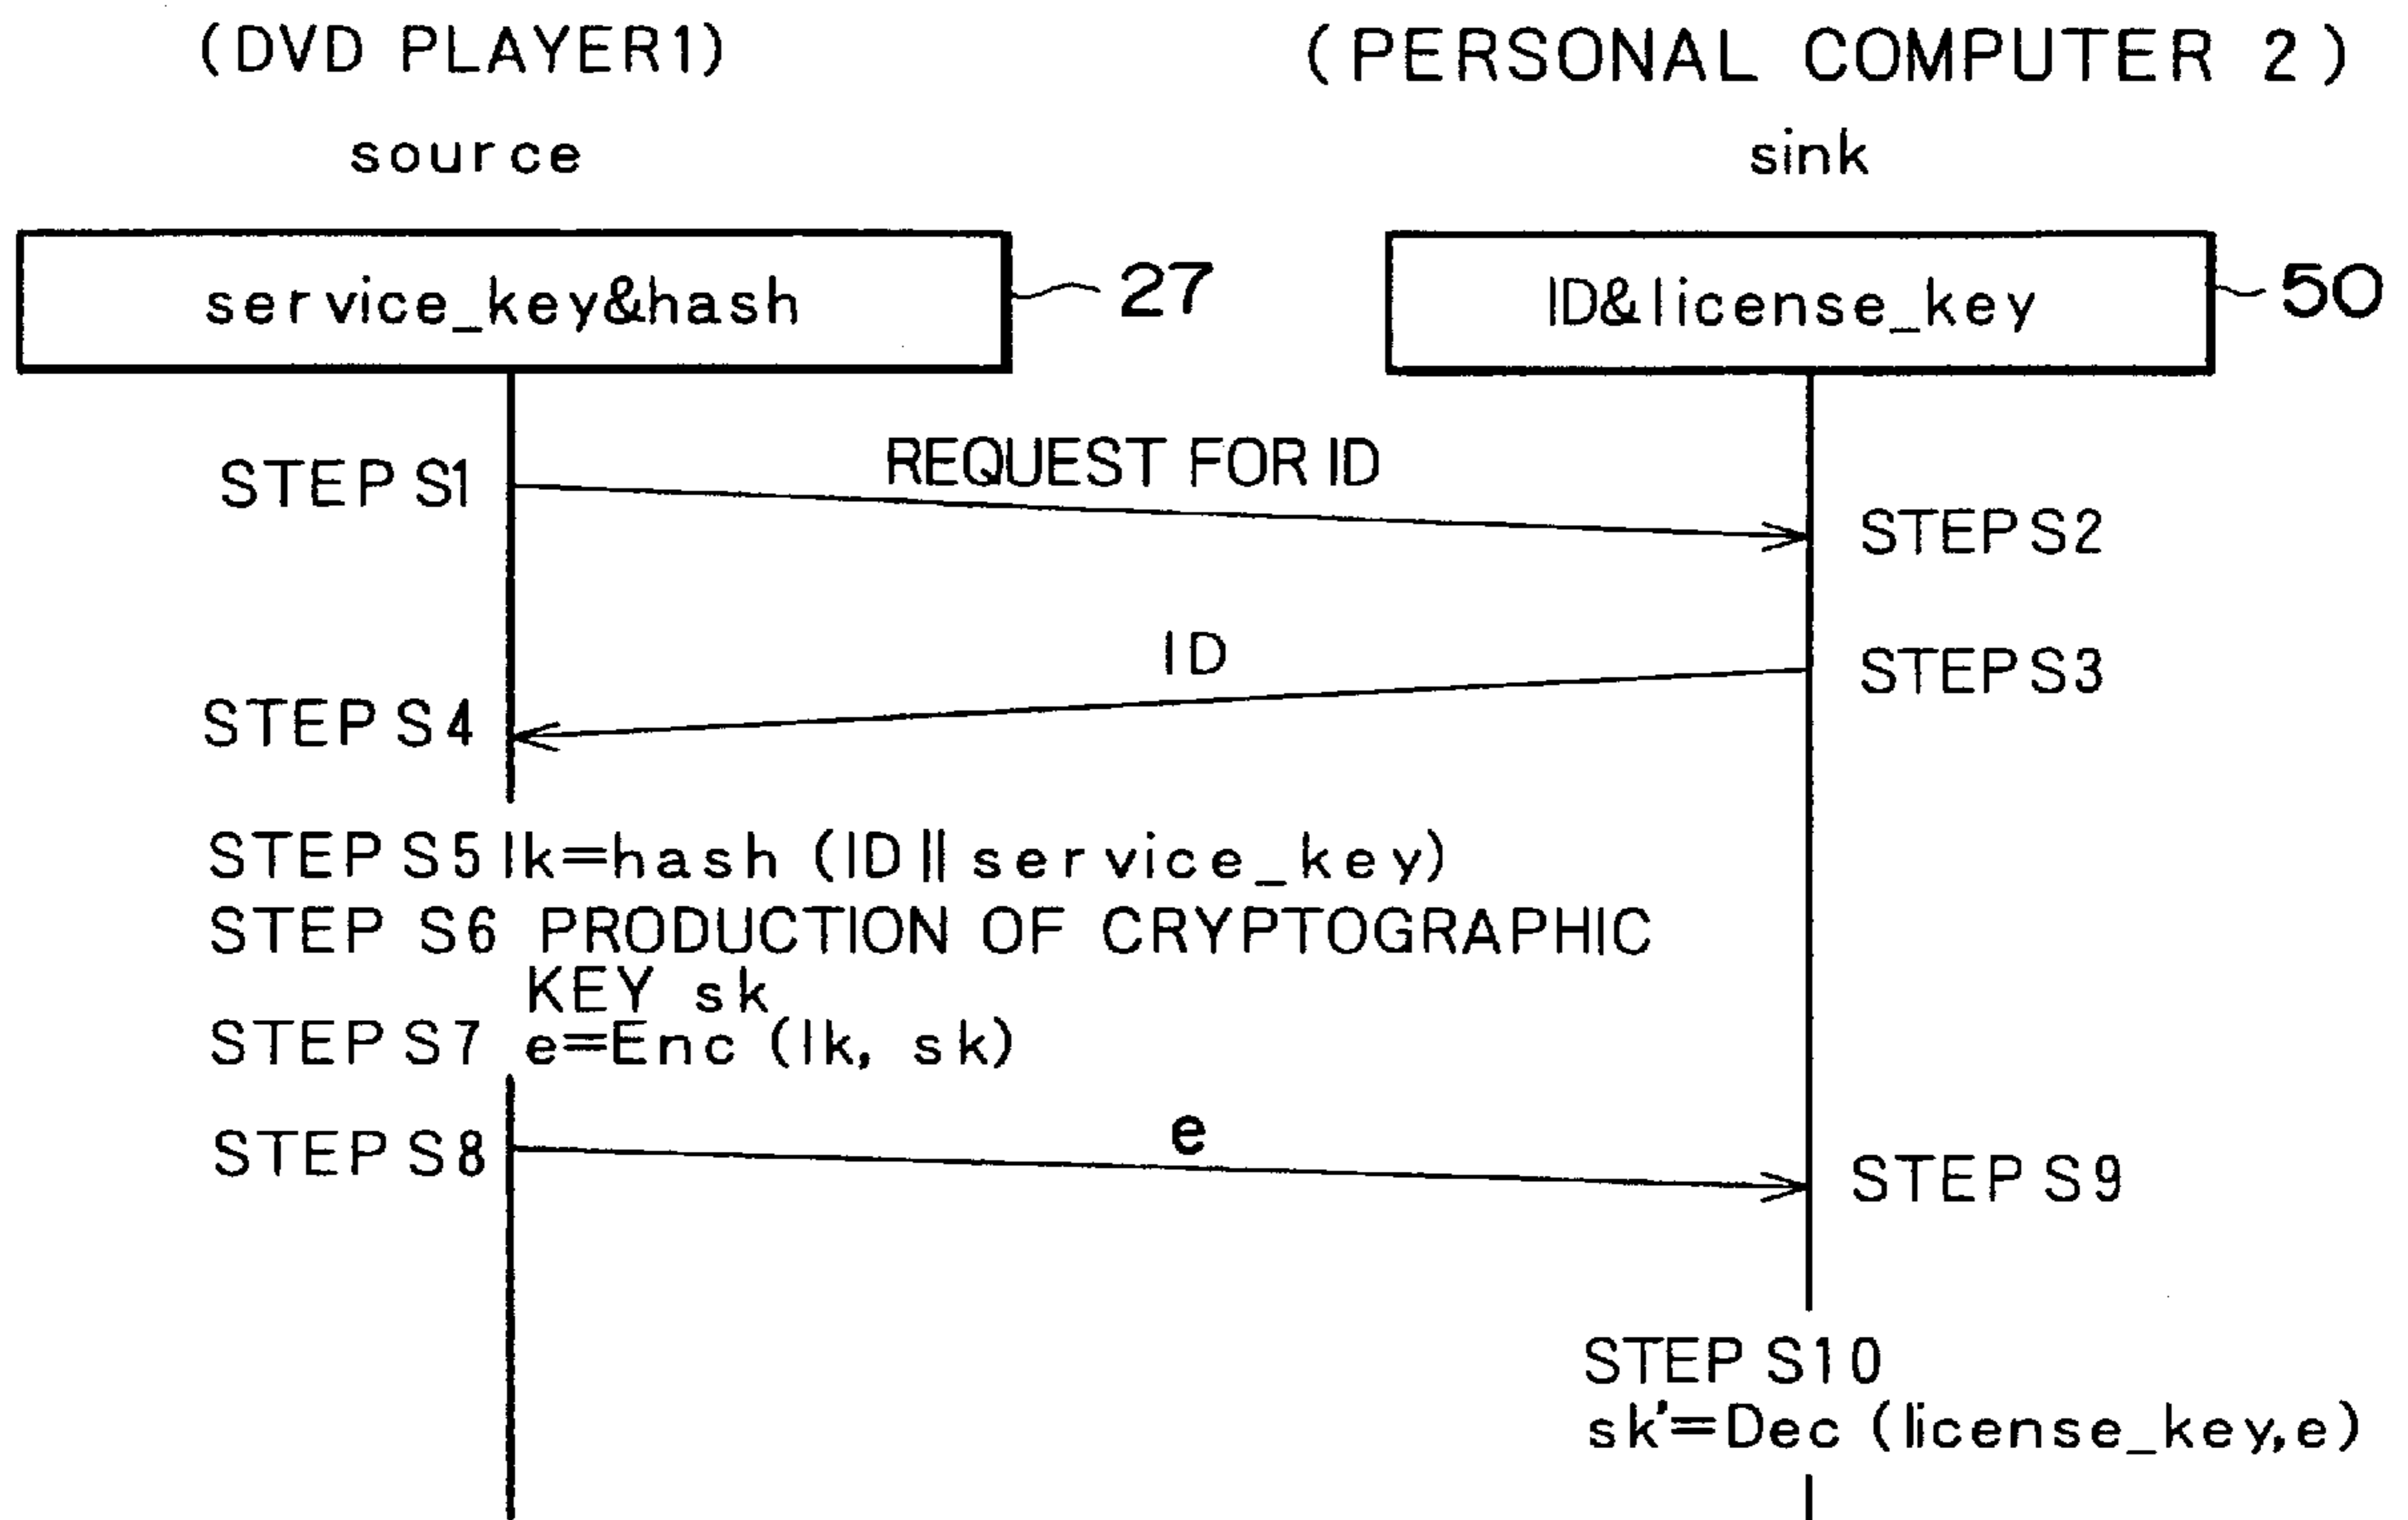 (DVD PLAYER1)
(PERSONAL COMPUTER 2)
source
sink
service_key&hash
27
ID&license_key
50
REQUEST FOR ID
STEP S1
STEP S2
ID
STEP S3
STEP S4
STEP S5 lk=hash (ID || service_key)
STEP S6 PRODUCTION OF CRYPTOGRAPHIC
KEY sk
STEP S7 e=Enc (lk, sk)
e
STEP S8
STEP S9
STEP S10
sk'=Dec (license_key,e)